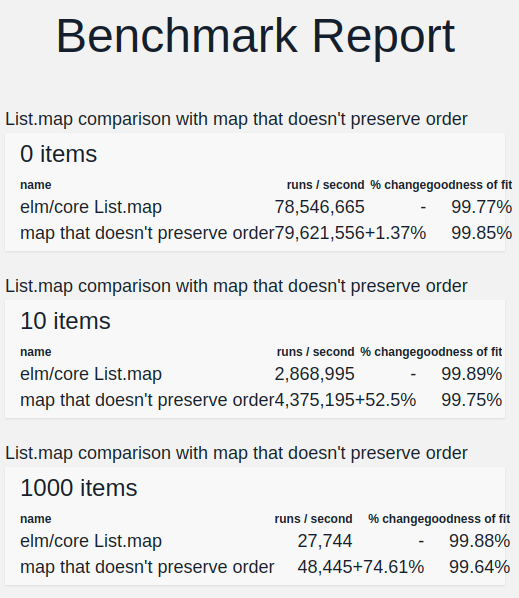 Benchmark Report
List.map comparison with map that doesn't preserve order
0 items
name runs / second % change goodness of fit
elm/core List.map 78,546,665 - 99.77%
map that doesn't preserve order 79,621,556 +1.37% 99.85%
List.map comparison with map that doesn't preserve order
10 items
name runs / second % change goodness of fit
elm/core List.map 2,868,995 - 99.89%
map that doesn't preserve order 4,375,195 +52.5% 99.75%
List.map comparison with map that doesn't preserve order
1000 items
name runs / second % change goodness of fit
elm/core List.map 27,744 - 99.88%
map that doesn't preserve order 48,445 +74.61% 99.64%